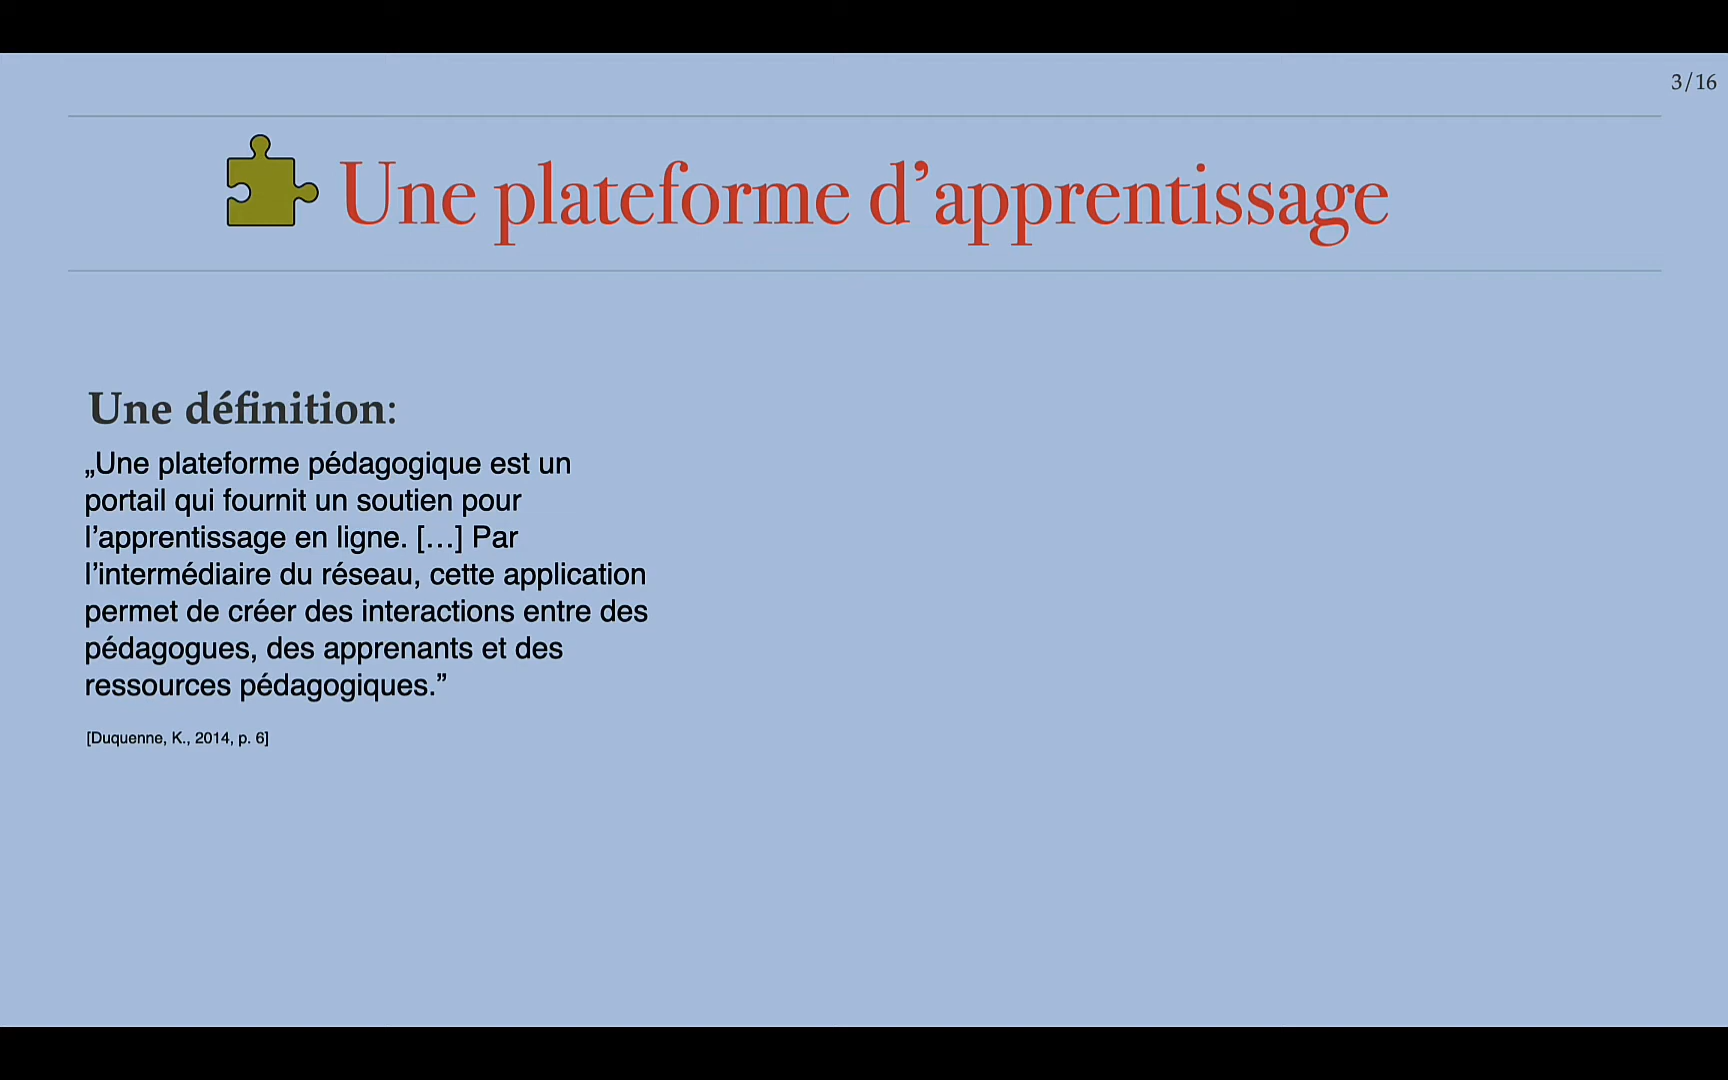 3/16
Une plateforme d’apprentissage
Une définition:
„Une plateforme pédagogique est un
portail qui fournit un soutien pour
l’apprentissage en ligne. […] Par
l’intermédiaire du réseau, cette application
permet de créer des interactions entre des
pédagogues, des apprenants et des
ressources pédagogiques.”
[Duquenne, K., 2014, p. 6]